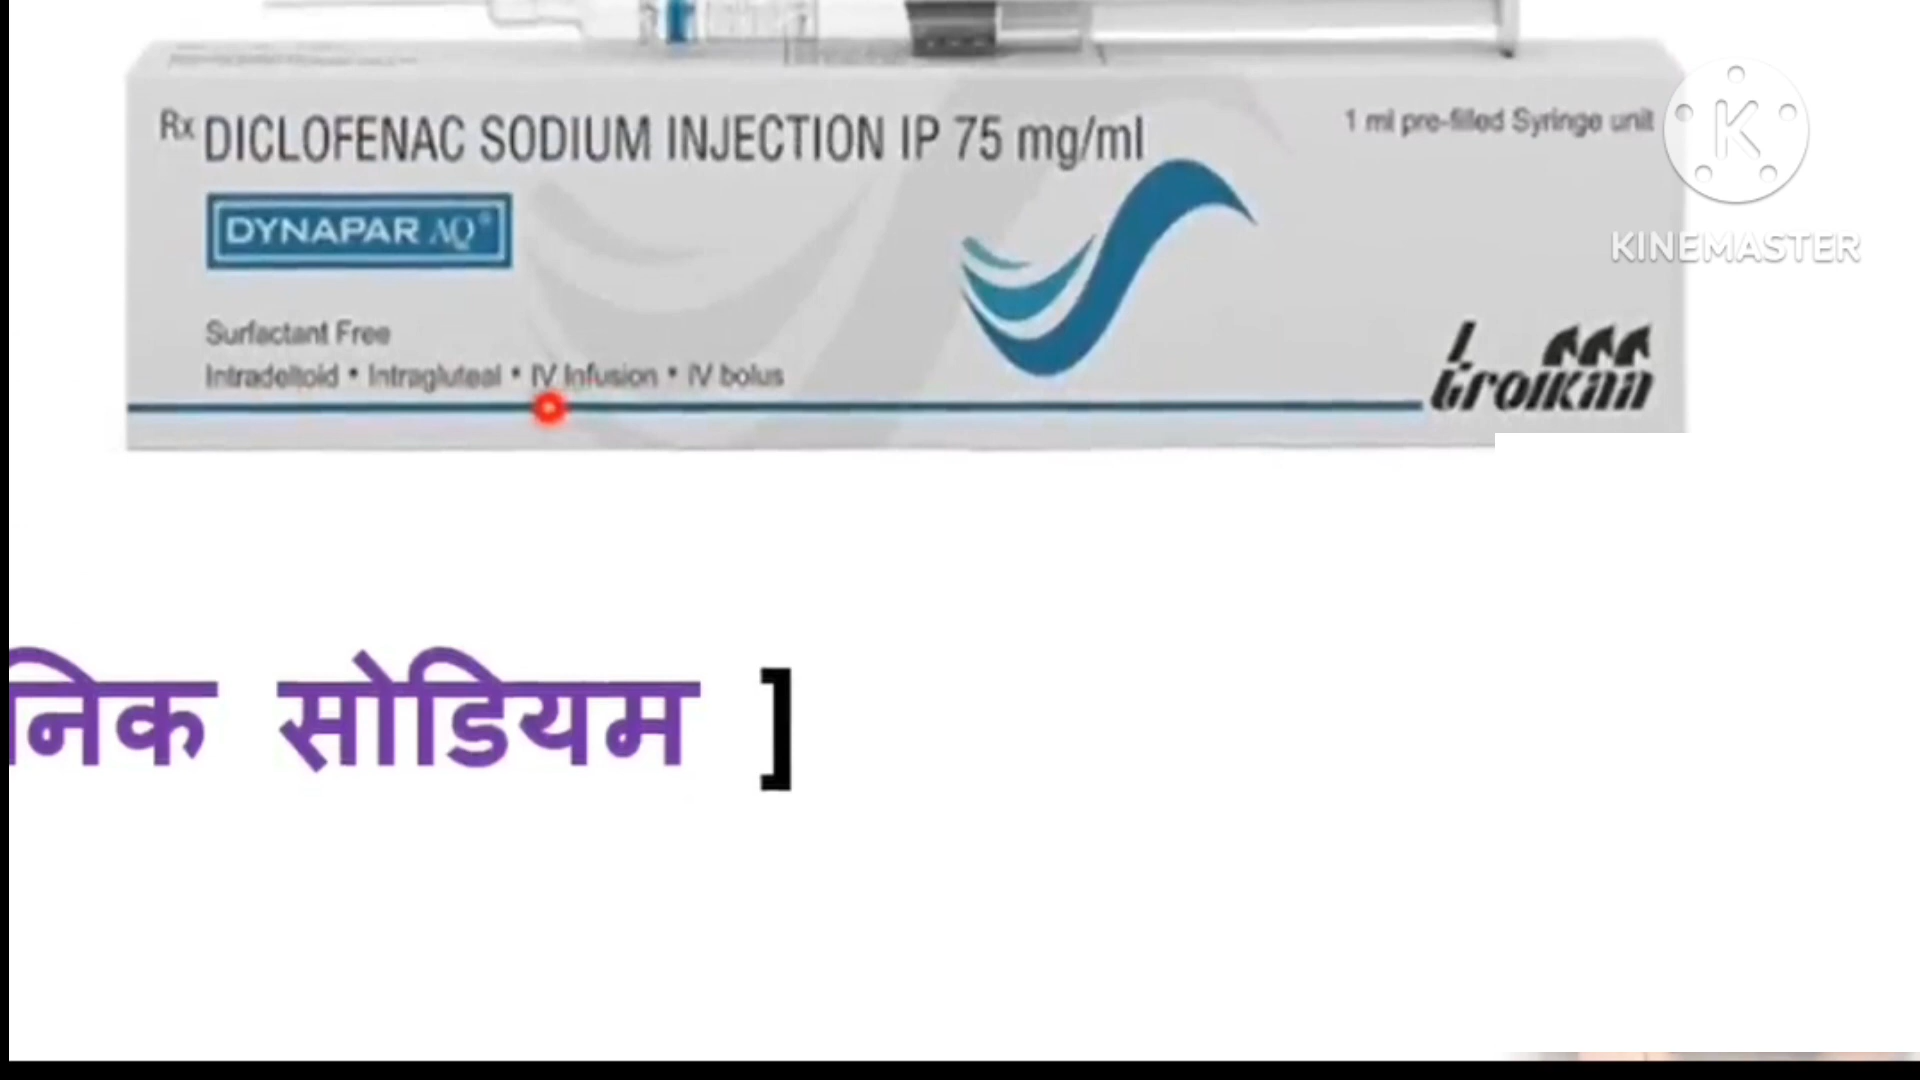 Rx DICLOFENAC SODIUM INJECTION IP 75 mg/ml
1 ml pre-filled Syringe unit
DYNAPAR AQ®
Surfactant Free
Intradeltoid • Intragluteal • IV Infusion • IV bolus
troikaa
K
KINEMASTER
निक सोडियम ]